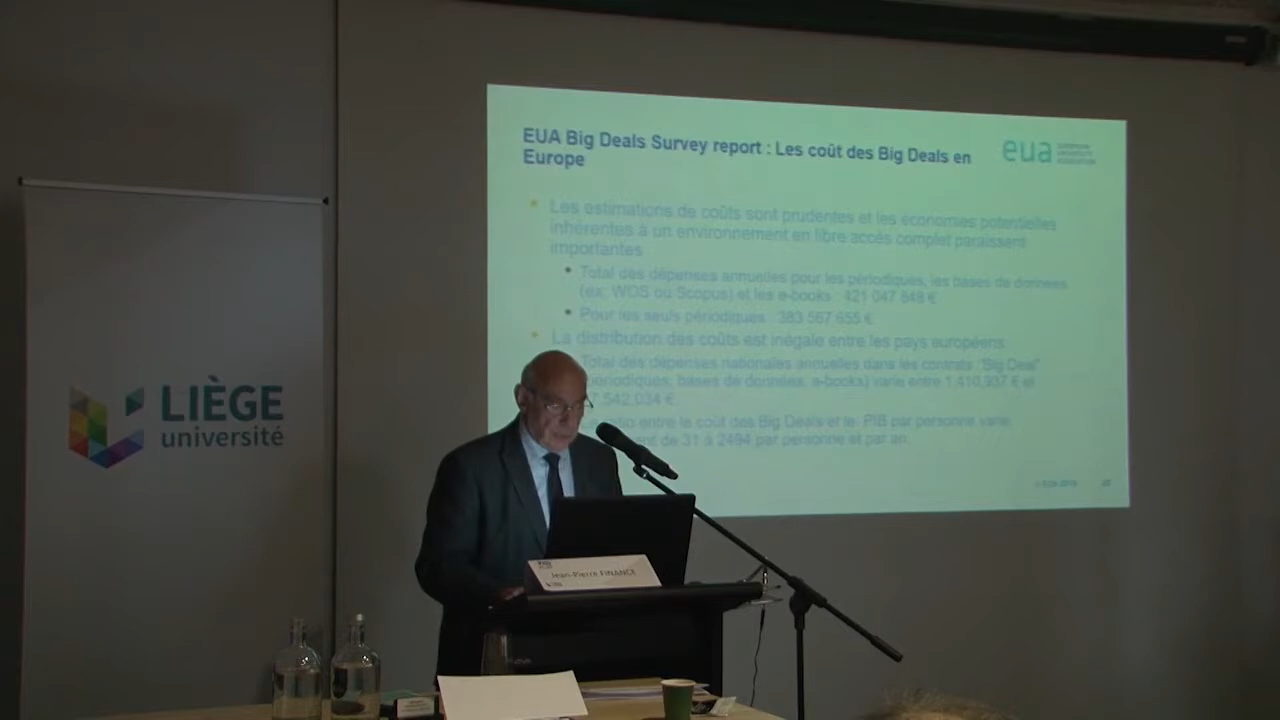 LIÈGE
université
EUA Big Deals Survey report : Les coût des Big Deals en
Europe
eua
Les estimations de coûts sont prudentes et les économies potentielles
inhérentes à un environnement en libre accès complet paraissent
importantes
Total des dépenses annuelles pour les périodiques, les bases de données
(ex. WOS ou Scopus) et les e-books : 421 047 848 €
Pour les seuls périodiques : 383 567 655 €
La distribution des coûts est inégale entre les pays européens
Total des dépenses nationales annuelles dans les contrats "Big Deal"
périodiques, bases de données, e-books) varie entre 1,410,937 € et
7,542,034 €
entre le coût des Big Deals et le PIB par personne varie
de 31 à 2494 par personne et par an.
Jean-Pierre FINANCE